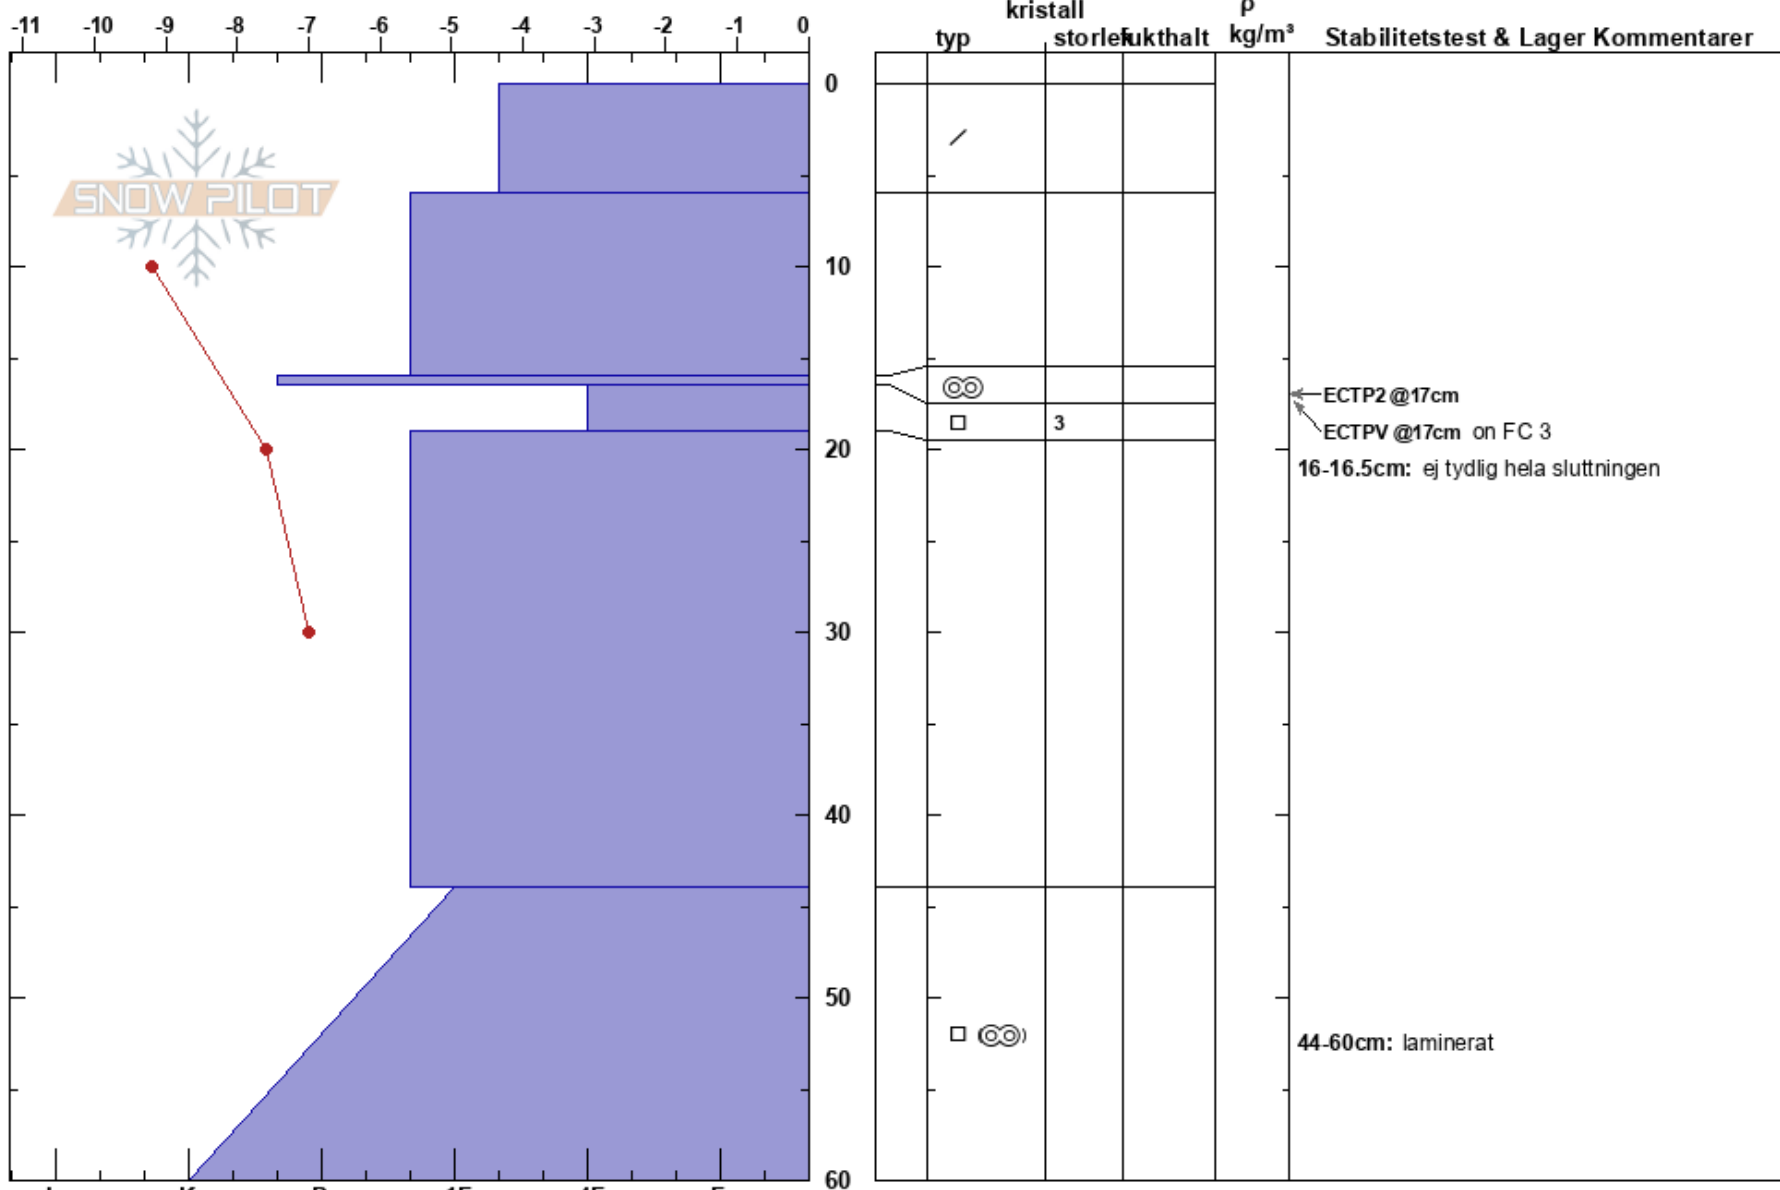 -11 -10 -9 -8 -7 -6 -5 -4 -3 -2 -1 0
kristall
ρ
typ storlek fukthalt kg/m³ Stabilitetstest & Lager Kommentarer
0
SNOW PILOT
10
ECTP2 @17cm
3
ECTPV @17cm on FC 3
20
16-16.5cm: ej tydlig hela sluttningen
30
40
50
44-60cm: laminerat
60